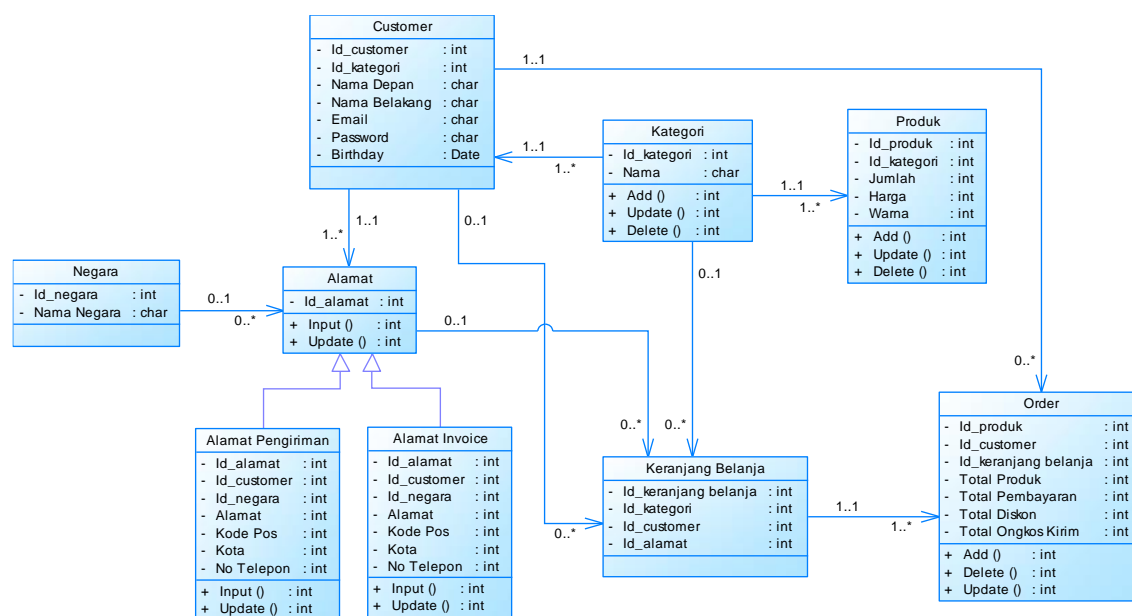 Customer
- Id_customer : int
- Id_kategori : int
- Nama Depan : char
- Nama Belakang : char
- Email : char
- Password : char
- Birthday : Date
1..1
0..*
Kategori
- Id_kategori : int
- Nama : char
+ Add () : int
+ Update () : int
+ Delete () : int
1..1
1..*
Produk
- Id_produk : int
- Id_kategori : int
- Jumlah : int
- Harga : int
- Warna : int
+ Add () : int
+ Update () : int
+ Delete () : int
1..1
1..*
1..1
1..*
0..1
0..*
0..1
0..*
Negara
- Id_negara : int
- Nama Negara : char
0..1
0..*
Alamat
- Id_alamat : int
+ Input () : int
+ Update () : int
0..1
0..*
Alamat Pengiriman
- Id_alamat : int
- Id_customer : int
- Id_negara : int
- Alamat : int
- Kode Pos : int
- Kota : int
- No Telepon : int
+ Input () : int
+ Update () : int
Alamat Invoice
- Id_alamat : int
- Id_customer : int
- Id_negara : int
- Alamat : int
- Kode Pos : int
- Kota : int
- No Telepon : int
+ Input () : int
+ Update () : int
Keranjang Belanja
- Id_keranjang belanja : int
- Id_kategori : int
- Id_customer : int
- Id_alamat : int
1..1
1..*
Order
- Id_produk : int
- Id_customer : int
- Id_keranjang belanja : int
- Total Produk : int
- Total Pembayaran : int
- Total Diskon : int
- Total Ongkos Kirim : int
+ Add () : int
+ Delete () : int
+ Update () : int